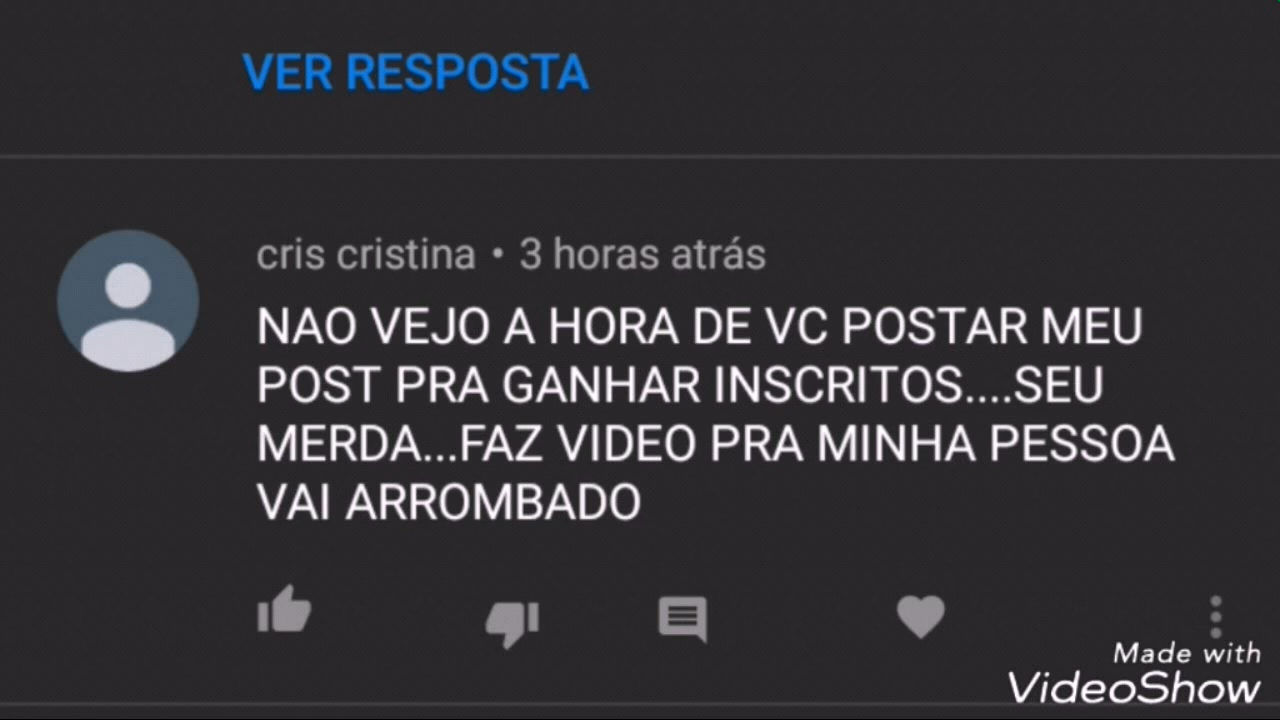 VER RESPOSTA
cris cristina • 3 horas atrás
NAO VEJO A HORA DE VC POSTAR MEU
POST PRA GANHAR INSCRITOS....SEU
MERDA...FAZ VIDEO PRA MINHA PESSOA
VAI ARROMBADO
Made with
VideoShow